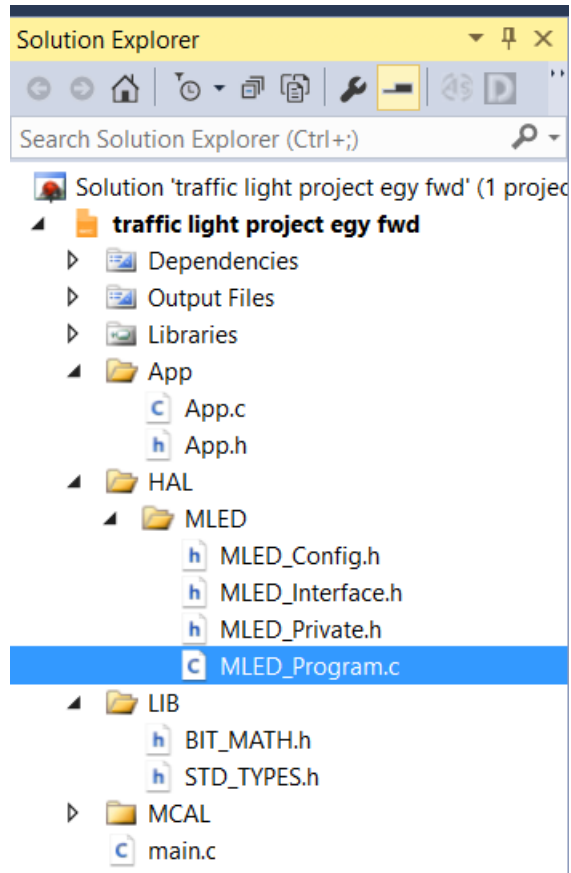 Solution Explorer
Search Solution Explorer (Ctrl+;)
Solution 'traffic light project egy fwd' (1 projec
traffic light project egy fwd
Dependencies
Output Files
Libraries
App
C App.c
h App.h
HAL
MLED
h MLED_Config.h
h MLED_Interface.h
h MLED_Private.h
C MLED_Program.c
LIB
h BIT_MATH.h
h STD_TYPES.h
MCAL
c main.c